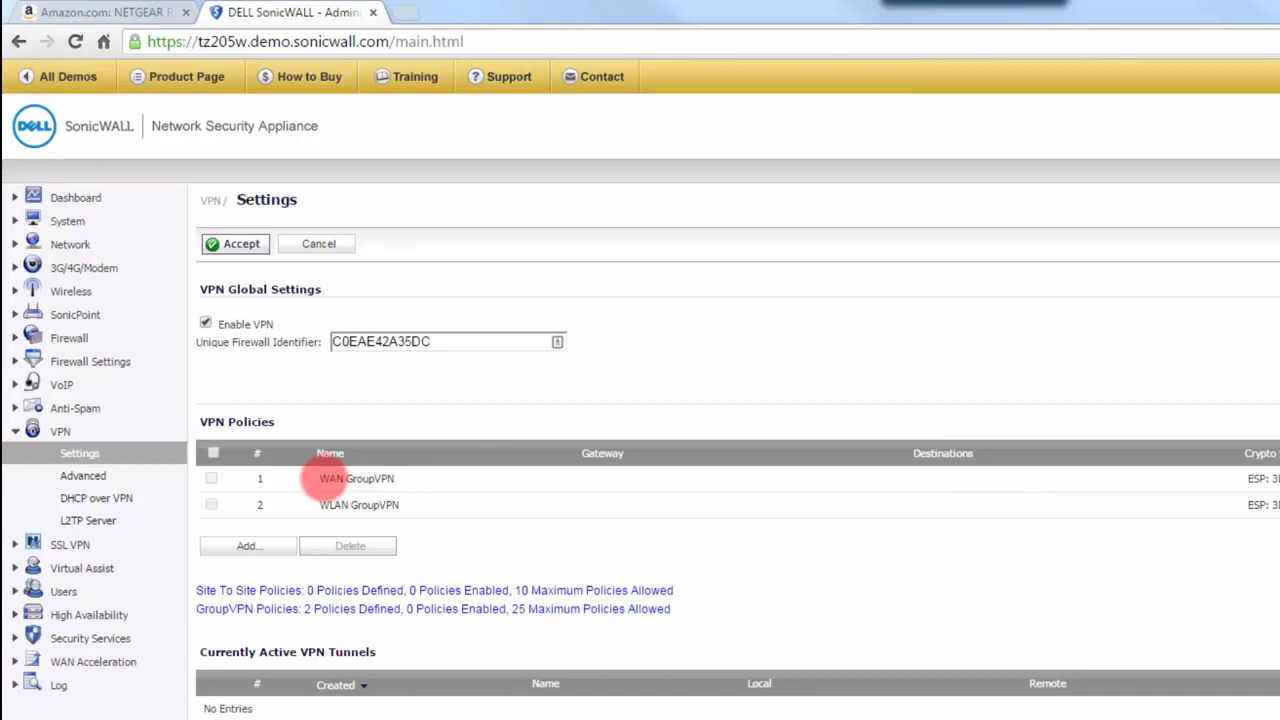 Amazon.com: NETGEAR R
DELL SonicWALL - Admini
https://tz205w.demo.sonicwall.com/main.html
All Demos Product Page How to Buy Training Support Contact
DELL SonicWALL Network Security Appliance
Dashboard
System
Network
3G/4G/Modem
Wireless
SonicPoint
Firewall
Firewall Settings
VoIP
Anti-Spam
VPN
Settings
Advanced
DHCP over VPN
L2TP Server
SSL VPN
Virtual Assist
Users
High Availability
Security Services
WAN Acceleration
Log
VPN / Settings
Accept Cancel
VPN Global Settings
Enable VPN
Unique Firewall Identifier: C0EAE42A35DC
VPN Policies
# Name Gateway Destinations Crypto S
1 WAN GroupVPN ESP: 3D
2 WLAN GroupVPN ESP: 3D
Add... Delete
Site To Site Policies: 0 Policies Defined, 0 Policies Enabled, 10 Maximum Policies Allowed
GroupVPN Policies: 2 Policies Defined, 0 Policies Enabled, 25 Maximum Policies Allowed
Currently Active VPN Tunnels
# Created Name Local Remote
No Entries